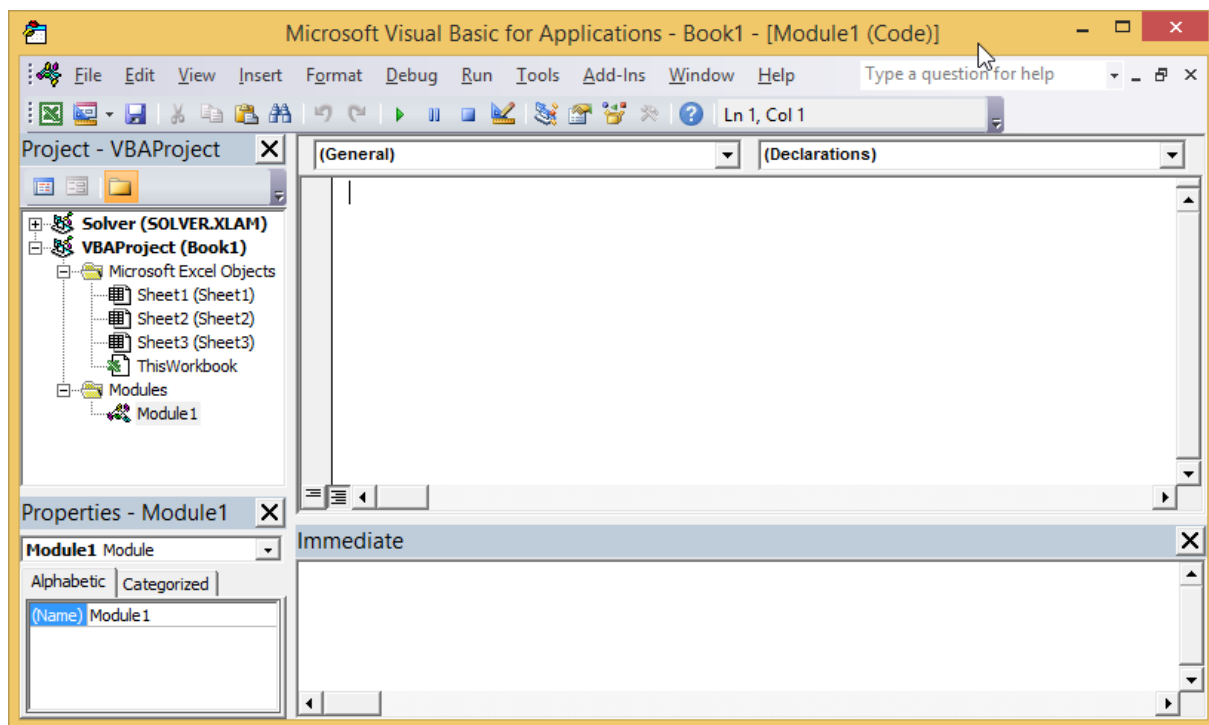 Microsoft Visual Basic for Applications - Book1 - [Module1 (Code)]
File Edit View Insert Format Debug Run Tools Add-Ins Window Help Type a question for help
Ln 1, Col 1
Project - VBAProject
(General) (Declarations)
Solver (SOLVER.XLAM)
VBAProject (Book1)
Microsoft Excel Objects
Sheet1 (Sheet1)
Sheet2 (Sheet2)
Sheet3 (Sheet3)
ThisWorkbook
Modules
Module1
Properties - Module1
Module1 Module
Alphabetic Categorized
(Name) Module1
Immediate